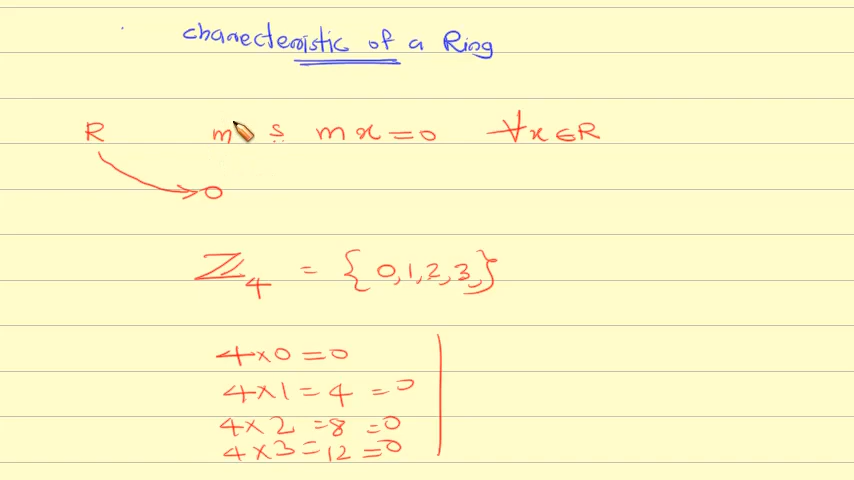 charecteristic of a Ring
R m s mx = 0 ∀x ∈ R
0
ℤ₄ = {0,1,2,3,}
4×0 = 0
4×1 = 4 = 0
4×2 = 8 = 0
4×3 = 12 = 0